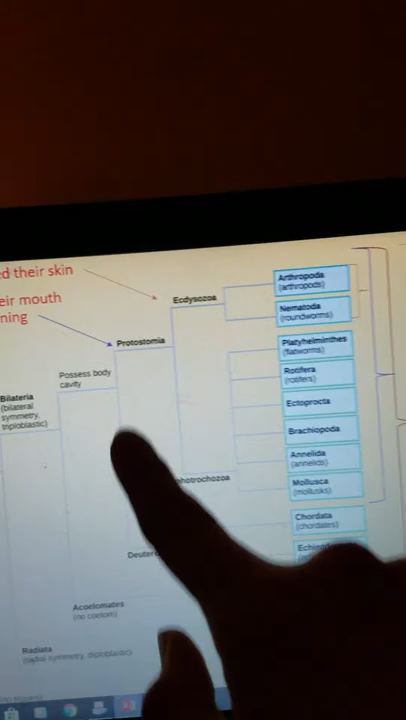 ed their skin
eir mouth
ning
Ecdysozoa
Arthropoda
(arthropods)
Nematoda
(roundworms)
Protostomia
Platyhelminthes
(flatworms)
Possess body
cavity
Rotifera
(rotifers)
Bilateria
(bilateral
symmetry,
triploblastic)
Ectoprocta
Brachiopoda
Annelida
(annelids)
photrochozoa
Mollusca
(mollusks)
Chordata
(chordates)
Deutero
Echino
Acoelomates
(no coelom)
Radiata
(radial symmetry, diploblastic)